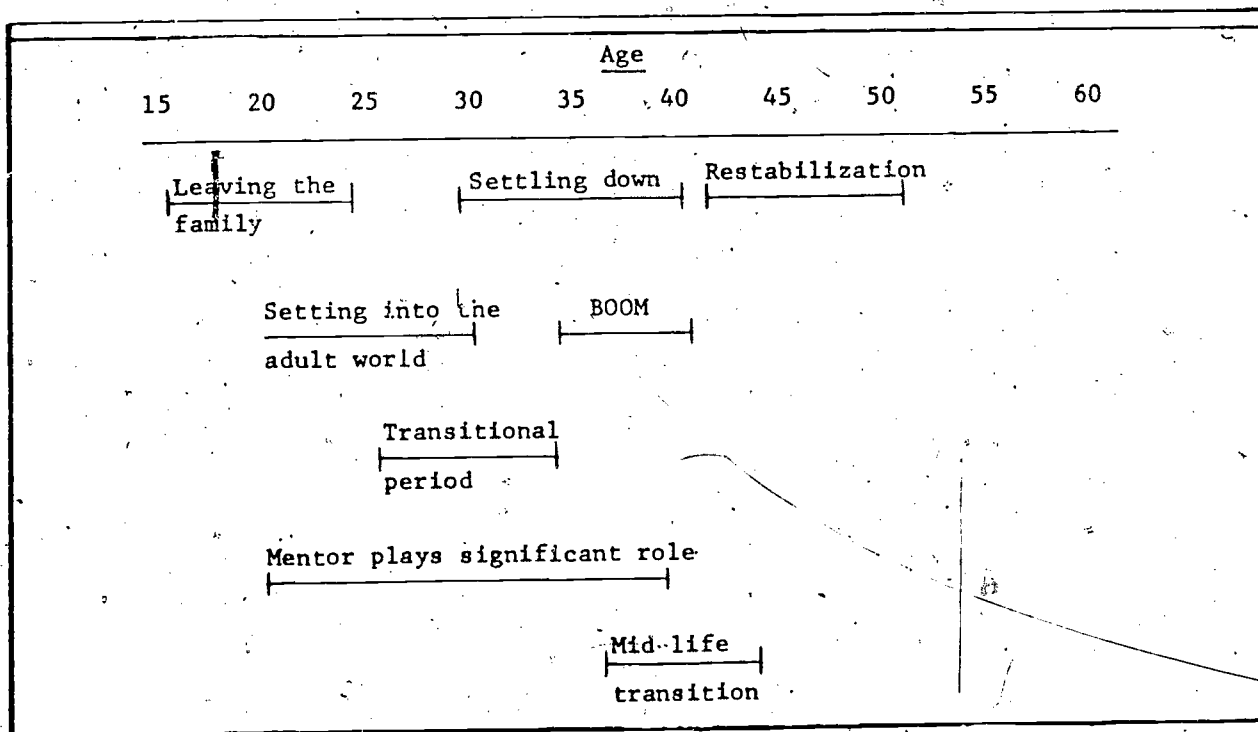 Age
15 20 25 30 35 40 45 50 55 60
Leaving the
family
Settling down
Restabilization
Setting into the
adult world
BOOM
Transitional
period
Mentor plays significant role
Mid-life
transition